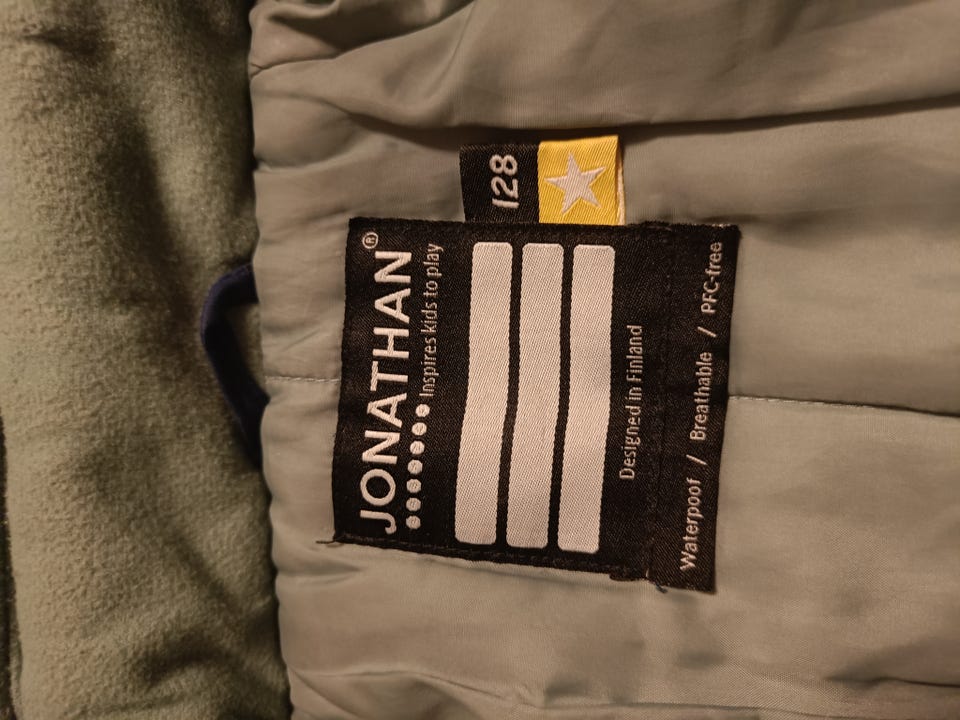 128
JONATHAN®
Inspires kids to play
Designed in Finland
Waterproof / Breathable / PFC-free